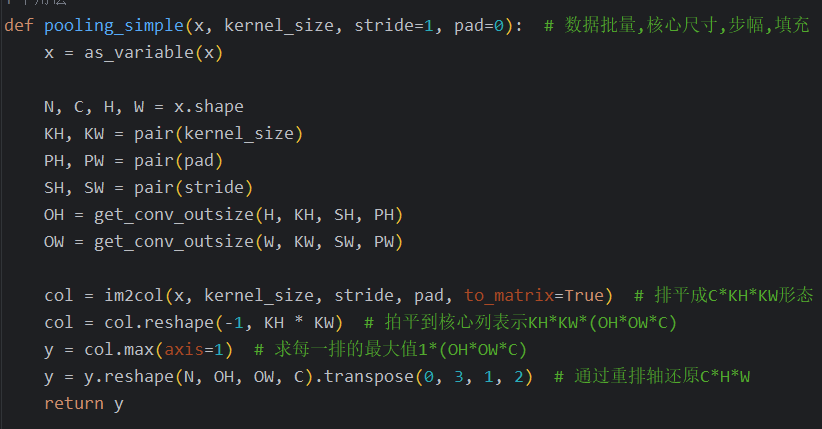 def pooling_simple(x, kernel_size, stride=1, pad=0):  # 数据批量,核心尺寸,步幅,填充
    x = as_variable(x)

    N, C, H, W = x.shape
    KH, KW = pair(kernel_size)
    PH, PW = pair(pad)
    SH, SW = pair(stride)
    OH = get_conv_outsize(H, KH, SH, PH)
    OW = get_conv_outsize(W, KW, SW, PW)

    col = im2col(x, kernel_size, stride, pad, to_matrix=True)  # 排平成C*KH*KW形态
    col = col.reshape(-1, KH * KW)  # 拍平到核心列表示KH*KW*(OH*OW*C)
    y = col.max(axis=1)  # 求每一排的最大值1*(OH*OW*C)
    y = y.reshape(N, OH, OW, C).transpose(0, 3, 1, 2)  # 通过重排轴还原C*H*W
    return y